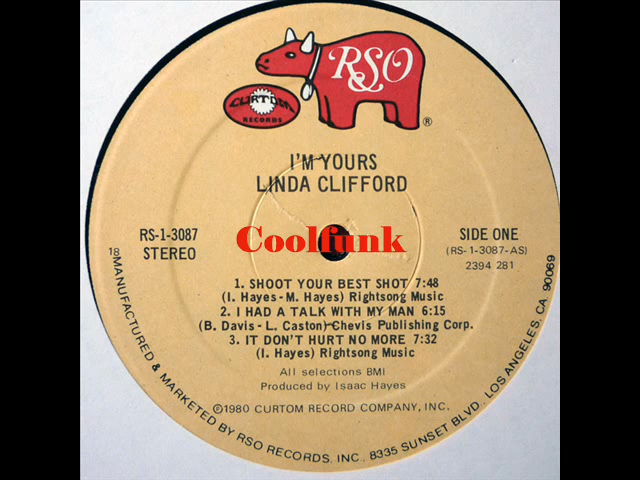 RSO
CURTOM
RECORDS
®
I'M YOURS
LINDA CLIFFORD
RS-1-3087
STEREO
Coolfunk
SIDE ONE
(RS-1-3087-AS)
2394 281
1. SHOOT YOUR BEST SHOT 7:48
(I. Hayes-M. Hayes) Rightsong Music
2. I HAD A TALK WITH MY MAN 6:15
(B. Davis-L. Caston) Chevis Publishing Corp.
3. IT DON'T HURT NO MORE 7:32
(I. Hayes) Rightsong Music
All selections BMI
Produced by Isaac Hayes
℗1980 CURTOM RECORD COMPANY, INC.
18
MANUFACTURED & MARKETED BY RSO RECORDS, INC. 8335 SUNSET BLVD. LOS ANGELES, CA 90069